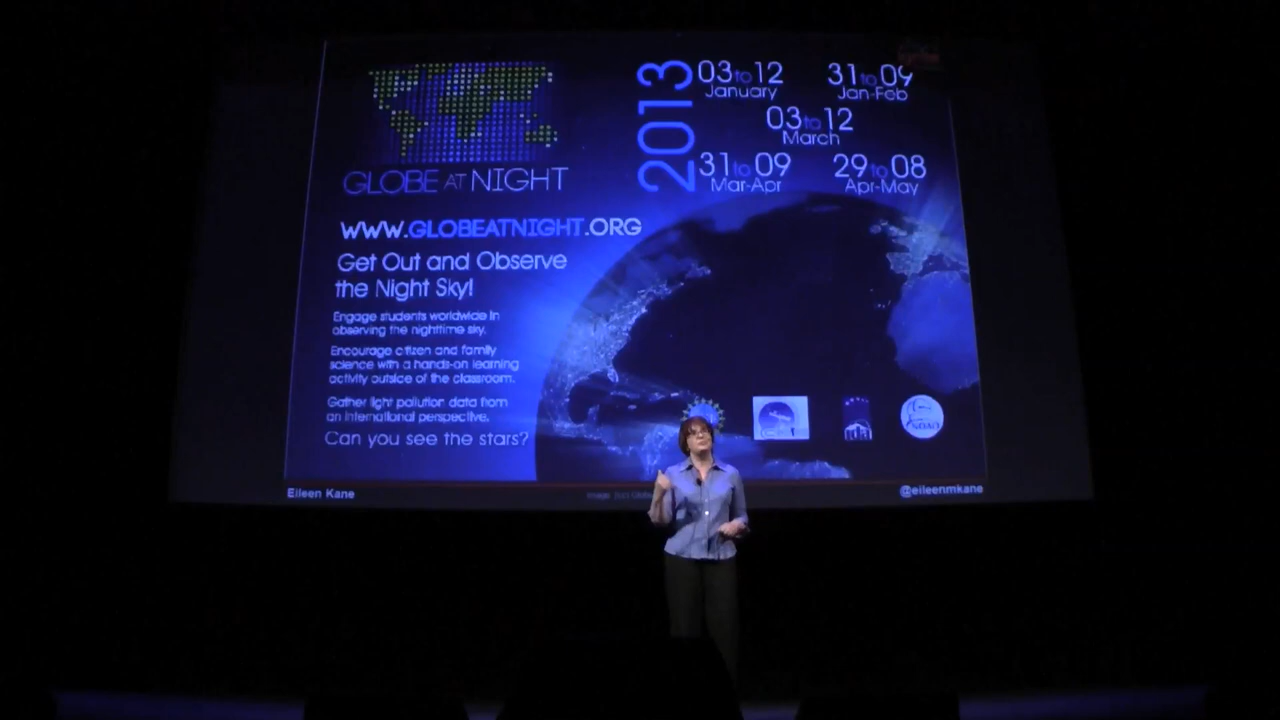 GLOBE AT NIGHT
2013
03 to 12
January
31 to 09
Jan-Feb
03 to 12
March
31 to 09
Mar-Apr
29 to 08
Apr-May
WWW.GLOBEATNIGHT.ORG
Get Out and Observe
the Night Sky!
Engage students worldwide in
observing the nighttime sky.
Encourage citizen and family
science with a hands-on learning
activity outside of the classroom.
Gather light pollution data from
an international perspective.
Can you see the stars?
ida
NOAO
Eileen Kane
@eileenmkane